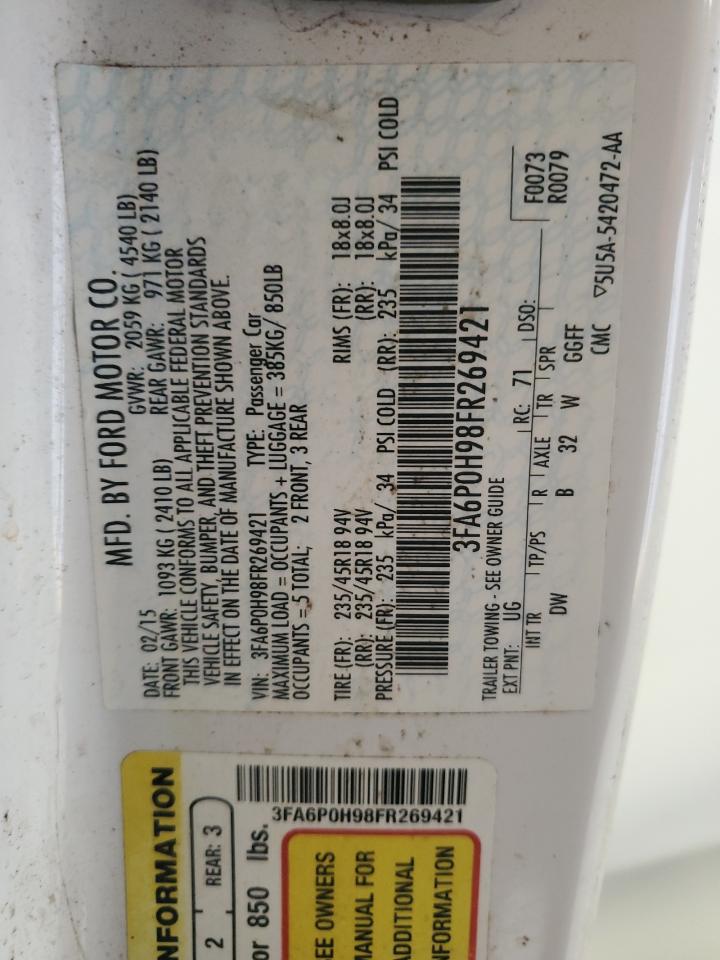 MFD. BY FORD MOTOR CO.
DATE: 02/15 GVWR: 2059 KG ( 4540 LB)
FRONT GAWR: 1093 KG ( 2410 LB) REAR GAWR: 971 KG ( 2140 LB)
THIS VEHICLE CONFORMS TO ALL APPLICABLE FEDERAL MOTOR
VEHICLE SAFETY, BUMPER, AND THEFT PREVENTION STANDARDS
IN EFFECT ON THE DATE OF MANUFACTURE SHOWN ABOVE.
VIN: 3FA6P0H98FR269421 TYPE: Passenger Car
MAXIMUM LOAD = OCCUPANTS + LUGGAGE = 385KG/ 850LB
OCCUPANTS = 5 TOTAL; 2 FRONT, 3 REAR
TIRE (FR): 235/45R18 94V RIMS (FR): 18x8.0J
(RR): 235/45R18 94V (RR): 18x8.0J
PRESSURE (FR): 235 kPa/ 34 PSI COLD (RR): 235 kPa/ 34 PSI COLD
3FA6P0H98FR269421
TRAILER TOWING - SEE OWNER GUIDE
EXT PNT: UG RC: 71 DSO: F0073
INT TR TP/PS R AXLE TR SPR R0079
DW B 32 W GGFF
CMC ▽5U5A-5420472-AA
NFORMATION
2 REAR: 3
or 850 lbs.
3FA6P0H98FR269421
EE OWNERS
MANUAL FOR
ADDITIONAL
NFORMATION